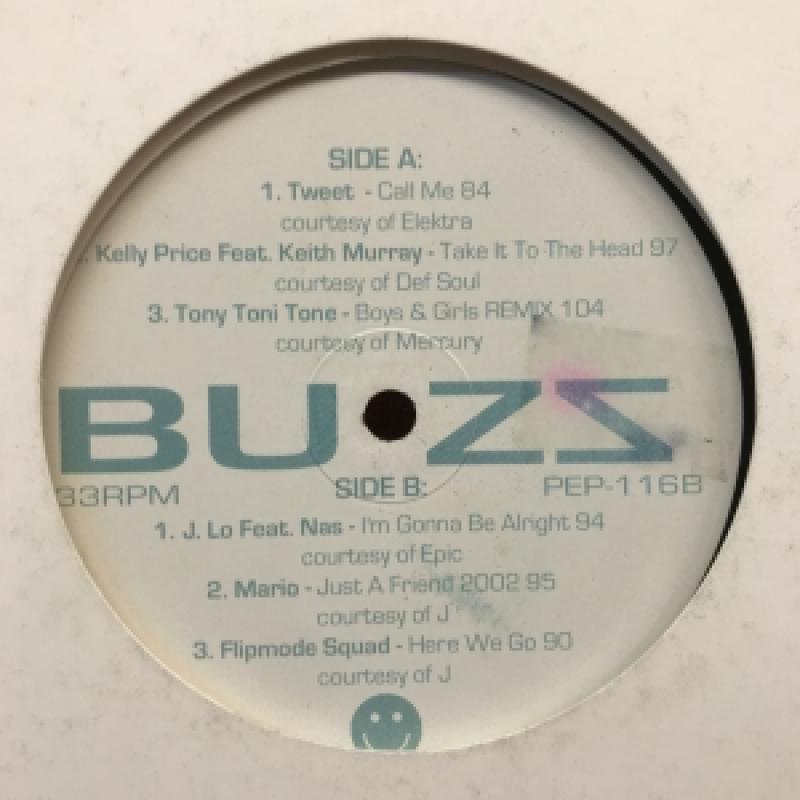 SIDE A:
1. Tweet - Call Me 84
courtesy of Elektra
. Kelly Price Feat. Keith Murray - Take It To The Head 97
courtesy of Def Soul
3. Tony Toni Tone - Boys & Girls REMIX 104
courtesy of Mercury
BUZZ
33RPM SIDE B: PEP-116B
1. J. Lo Feat. Nas - I'm Gonna Be Alright 94
courtesy of Epic
2. Mario - Just A Friend 2002 95
courtesy of J
3. Flipmode Squad - Here We Go 90
courtesy of J